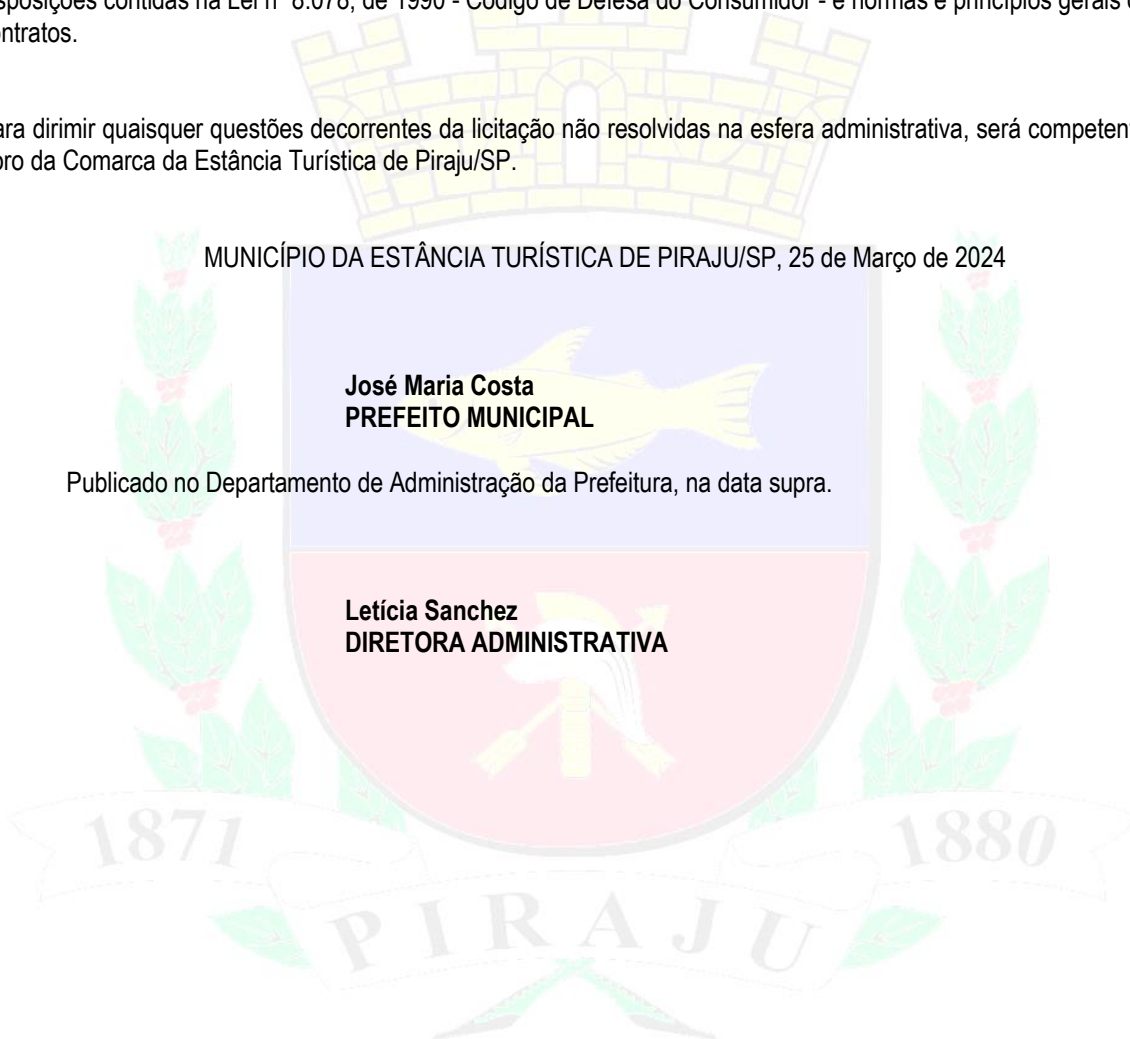 sposições contidas na Lei nº 8.078, de 1990 - Código de Defesa do Consumidor - e normas e princípios gerais
ontratos.
ara dirimir quaisquer questões decorrentes da licitação não resolvidas na esfera administrativa, será competen
oro da Comarca da Estância Turística de Piraju/SP.
MUNICÍPIO DA ESTÂNCIA TURÍSTICA DE PIRAJU/SP, 25 de Março de 2024
José Maria Costa
PREFEITO MUNICIPAL
Publicado no Departamento de Administração da Prefeitura, na data supra.
Letícia Sanchez
DIRETORA ADMINISTRATIVA
1871 1880
PIRAJU